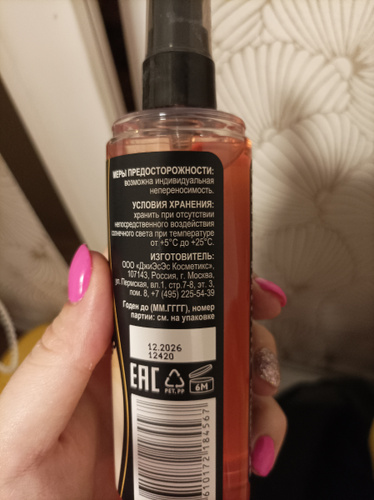 МЕРЫ ПРЕДОСТОРОЖНОСТИ:
возможна индивидуальная
непереносимость.
УСЛОВИЯ ХРАНЕНИЯ:
хранить при отсутствии
непосредственного воздействия
солнечного света при температуре
от +5°C до +25°C.
ИЗГОТОВИТЕЛЬ:
ООО «ДжиЭсЭс Косметикс»,
107143, Россия, г. Москва,
ул.Пермская, вл.1, стр.7-8, эт. 3,
пом. 8, +7 (495) 225-54-39
Годен до (ММ.ГГГГ), номер
партии: см. на упаковке
12.2026
12420
EAC
PET, PP
6M
610172 184567